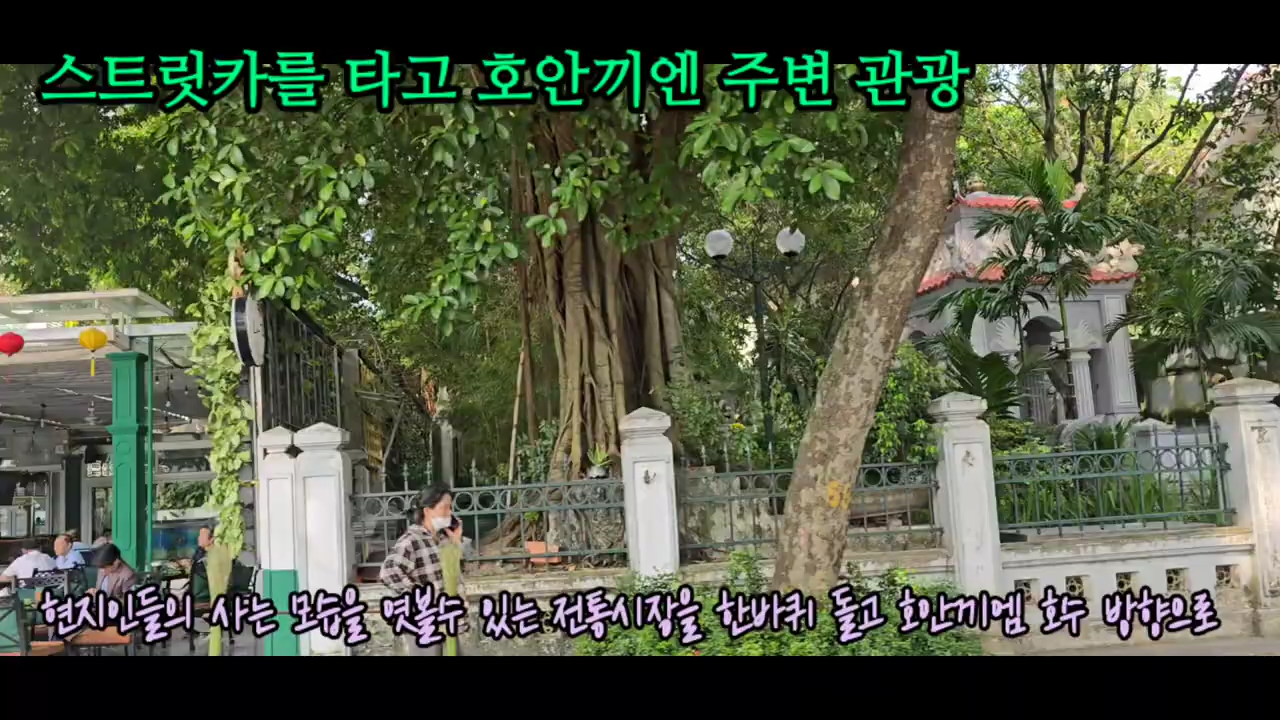 스트릿카를 타고 호안끼엔 주변 관광
현지인들의 사는 모습을 엿볼수 있는 전통시장을 한바퀴 돌고 호안끼엠 호수 방향으로